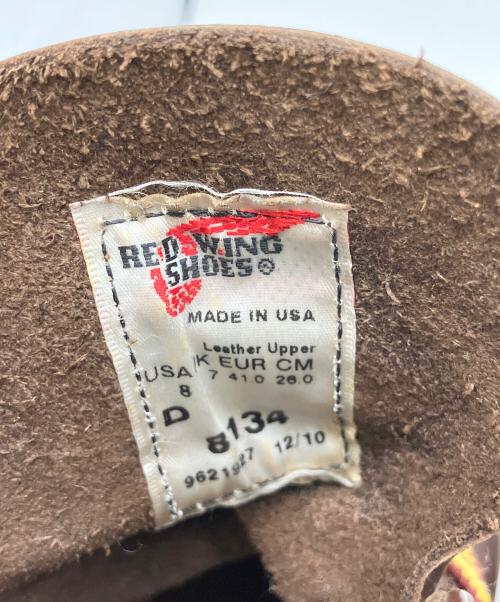 RED WING
SHOES®
MADE IN USA
Leather Upper
USA K EUR CM
8 7 41.0 26.0
D 8134
9621927 12/10